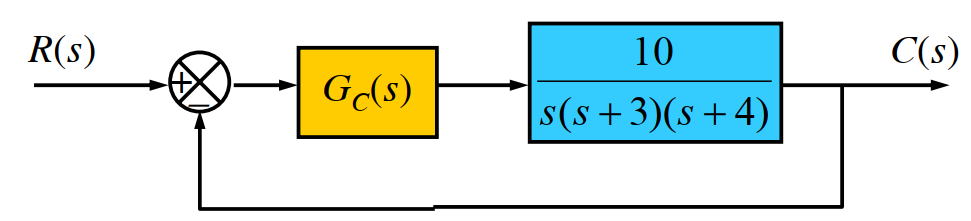 R(s)
+
−
G_C(s)
10
s(s + 3)(s + 4)
C(s)